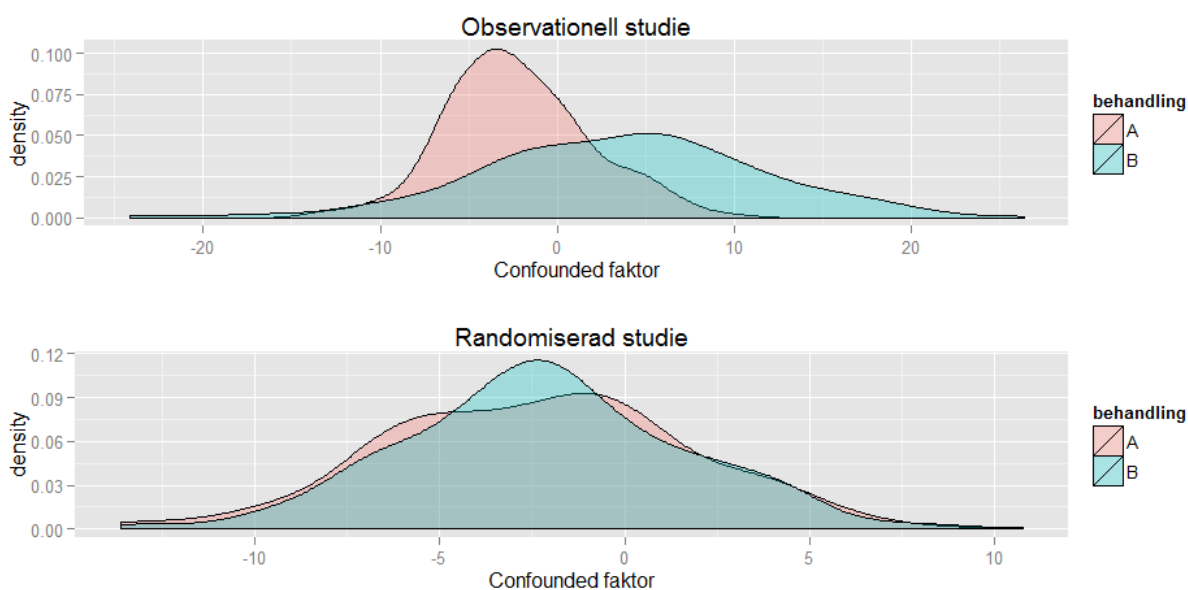 Observationell studie
0.100
0.075
0.050
0.025
0.000
density
-20 -10 0 10 20
Confounded faktor
behandling
A
B
Randomiserad studie
0.12
0.09
0.06
0.03
0.00
density
-10 -5 0 5 10
Confounded faktor
behandling
A
B